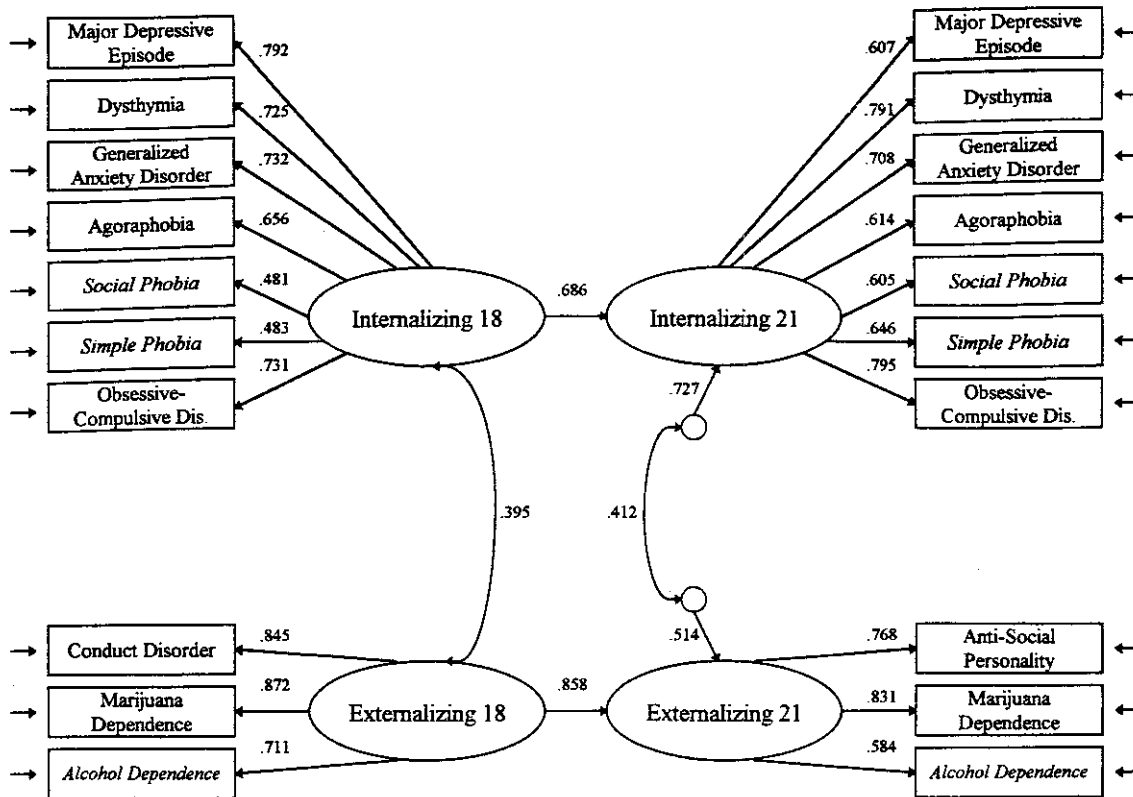 Major Depressive
Episode
.792
Dysthymia
.725
Generalized
Anxiety Disorder
.732
Agoraphobia
.656
Social Phobia
.481
Simple Phobia
.483
Obsessive-
Compulsive Dis.
.731
Internalizing 18
.686
Internalizing 21
.607
Major Depressive
Episode
.791
Dysthymia
.708
Generalized
Anxiety Disorder
.614
Agoraphobia
.605
Social Phobia
.646
Simple Phobia
.795
Obsessive-
Compulsive Dis.
.727
.395
.412
.514
Conduct Disorder
.845
Marijuana
Dependence
.872
Alcohol Dependence
.711
Externalizing 18
.858
Externalizing 21
.768
Anti-Social
Personality
.831
Marijuana
Dependence
.584
Alcohol Dependence